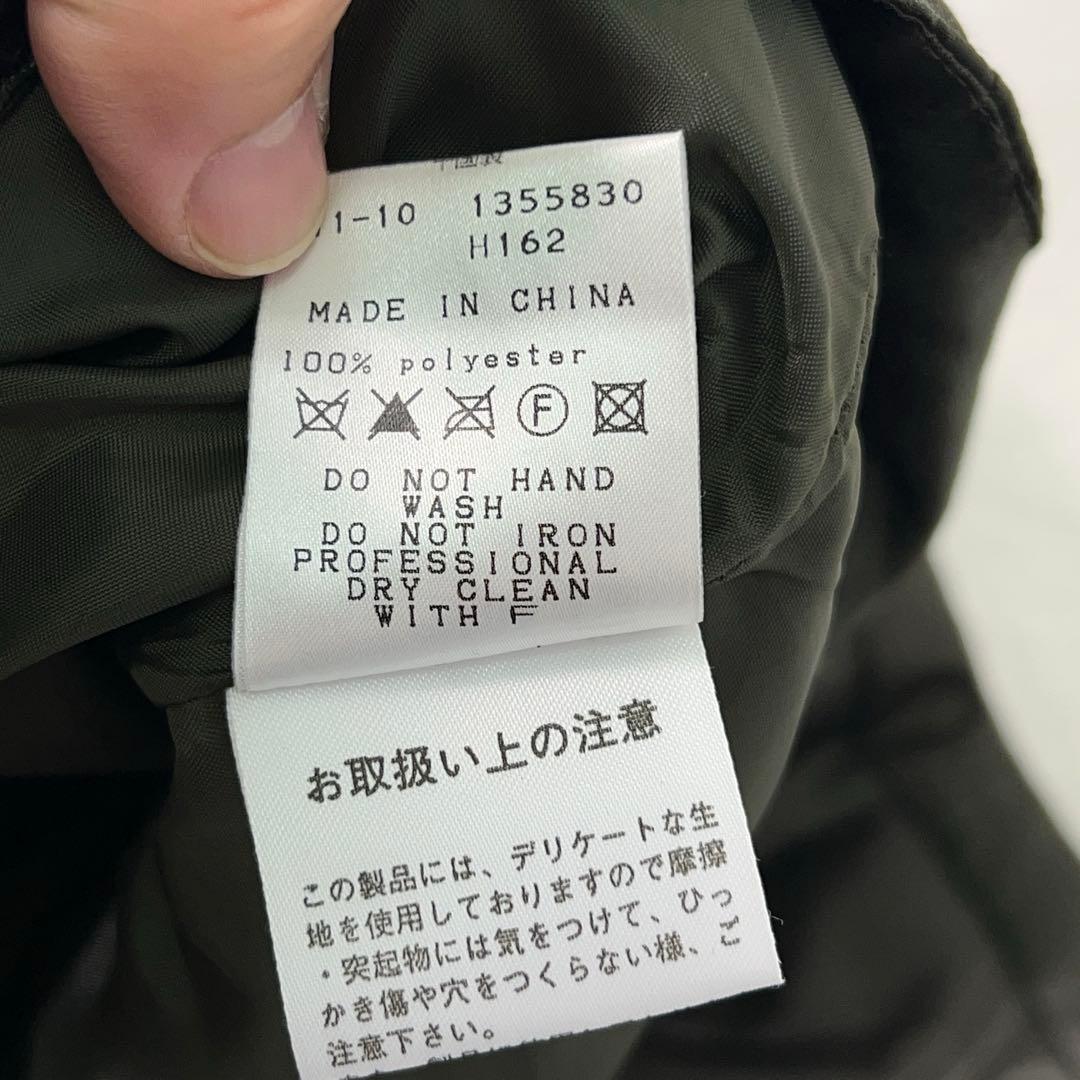 1-10 1355830
H162
MADE IN CHINA
100% polyester
F
DO NOT HAND
WASH
DO NOT IRON
PROFESSIONAL
DRY CLEAN
WITH F
お取扱い上の注意
この製品には、デリケートな生
地を使用しておりますので摩擦
・突起物には気をつけて、ひっ
かき傷や穴をつくらない様、ご
注意下さい。